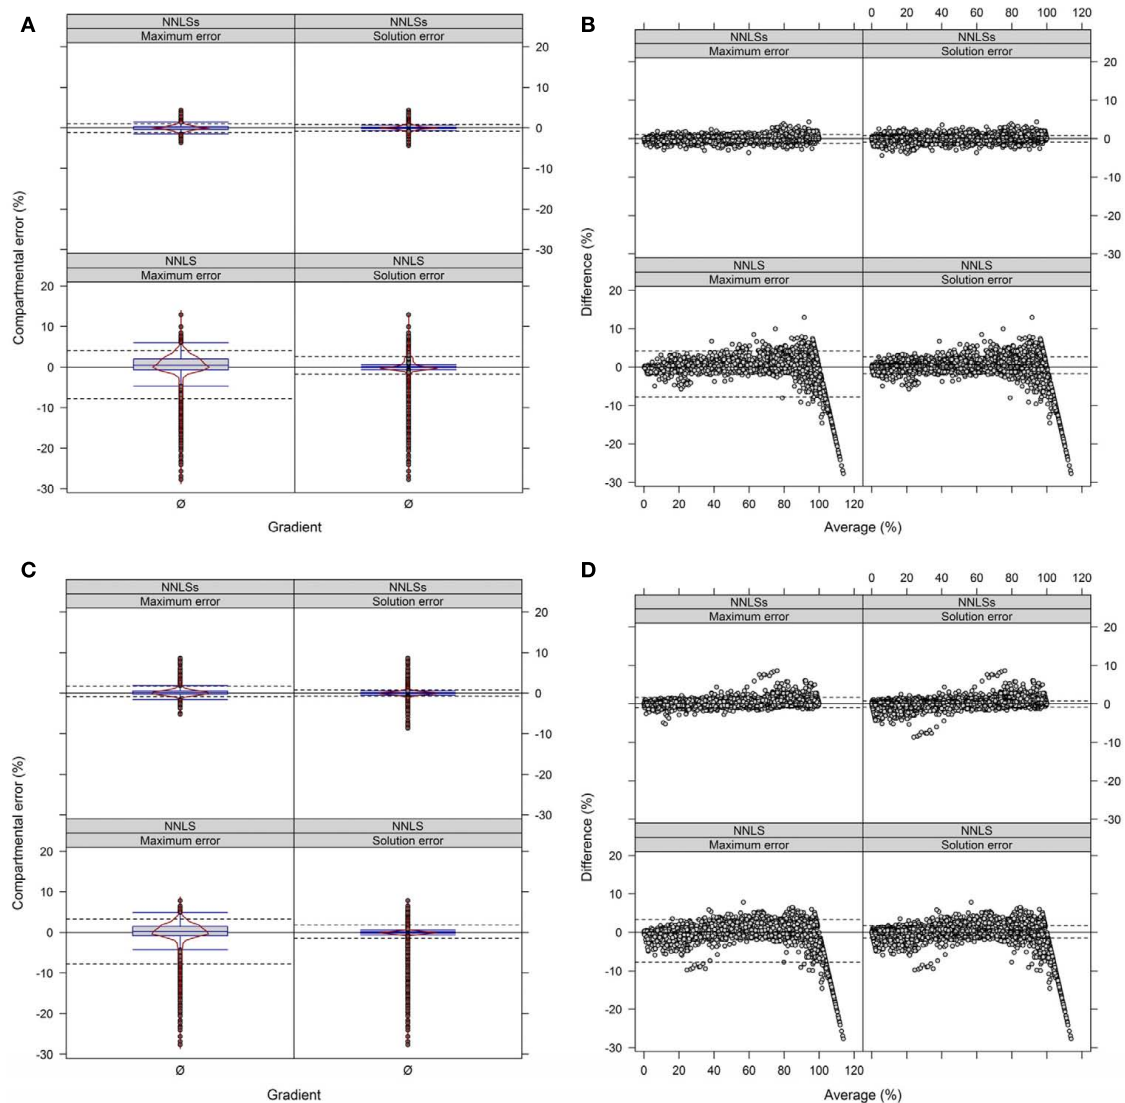 A
NNLSs NNLSs
Maximum error Solution error
20
10
0
-10
-20
-30
Compartmental error (%)
NNLS NNLS
Maximum error Solution error
20
10
0
-10
-20
-30
Ø Ø
Gradient
B
0 20 40 60 80 100 120
NNLSs NNLSs
Maximum error Solution error
20
10
0
-10
-20
-30
Difference (%)
NNLS NNLS
Maximum error Solution error
20
10
0
-10
-20
-30
0 20 40 60 80 100 120
Average (%)
C
NNLSs NNLSs
Maximum error Solution error
20
10
0
-10
-20
-30
Compartmental error (%)
NNLS NNLS
Maximum error Solution error
20
10
0
-10
-20
-30
Ø Ø
Gradient
D
0 20 40 60 80 100 120
NNLSs NNLSs
Maximum error Solution error
20
10
0
-10
-20
-30
Difference (%)
NNLS NNLS
Maximum error Solution error
20
10
0
-10
-20
-30
0 20 40 60 80 100 120
Average (%)